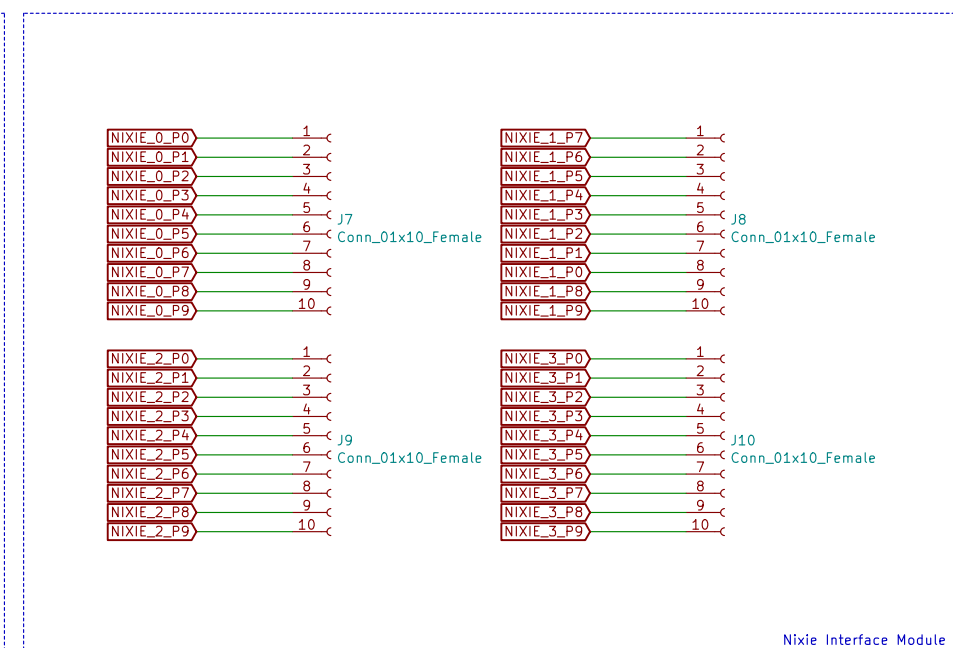 NIXIE_0_P0 1
NIXIE_0_P1 2
NIXIE_0_P2 3
NIXIE_0_P3 4
NIXIE_0_P4 5
NIXIE_0_P5 6
NIXIE_0_P6 7
NIXIE_0_P7 8
NIXIE_0_P8 9
NIXIE_0_P9 10
J7
Conn_01x10_Female
NIXIE_1_P7 1
NIXIE_1_P6 2
NIXIE_1_P5 3
NIXIE_1_P4 4
NIXIE_1_P3 5
NIXIE_1_P2 6
NIXIE_1_P1 7
NIXIE_1_P0 8
NIXIE_1_P8 9
NIXIE_1_P9 10
J8
Conn_01x10_Female
NIXIE_2_P0 1
NIXIE_2_P1 2
NIXIE_2_P2 3
NIXIE_2_P3 4
NIXIE_2_P4 5
NIXIE_2_P5 6
NIXIE_2_P6 7
NIXIE_2_P7 8
NIXIE_2_P8 9
NIXIE_2_P9 10
J9
Conn_01x10_Female
NIXIE_3_P0 1
NIXIE_3_P1 2
NIXIE_3_P2 3
NIXIE_3_P3 4
NIXIE_3_P4 5
NIXIE_3_P5 6
NIXIE_3_P6 7
NIXIE_3_P7 8
NIXIE_3_P8 9
NIXIE_3_P9 10
J10
Conn_01x10_Female
Nixie Interface Module